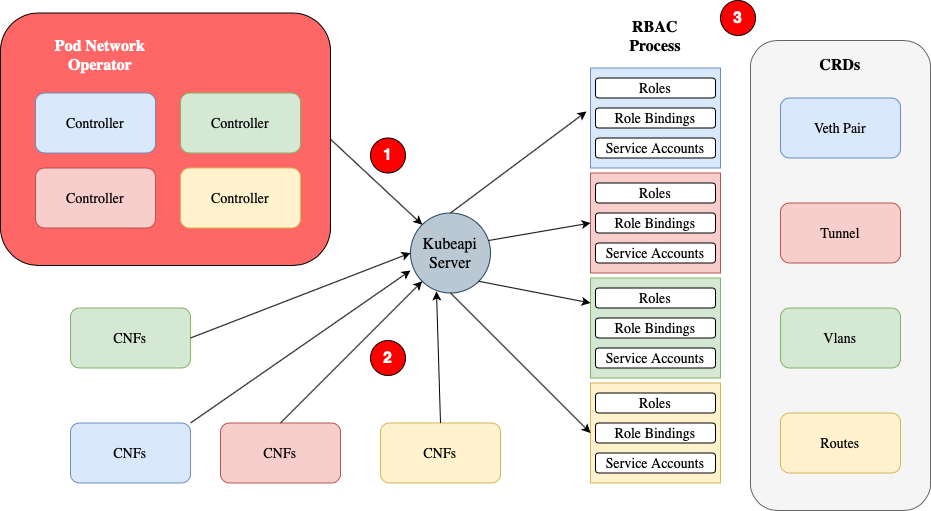 Pod Network
Operator
Controller
Controller
Controller
Controller
1
Kubeapi
Server
CNFs
2
CNFs
CNFs
CNFs
RBAC
Process
Roles
Role Bindings
Service Accounts
Roles
Role Bindings
Service Accounts
Roles
Role Bindings
Service Accounts
Roles
Role Bindings
Service Accounts
3
CRDs
Veth Pair
Tunnel
Vlans
Routes